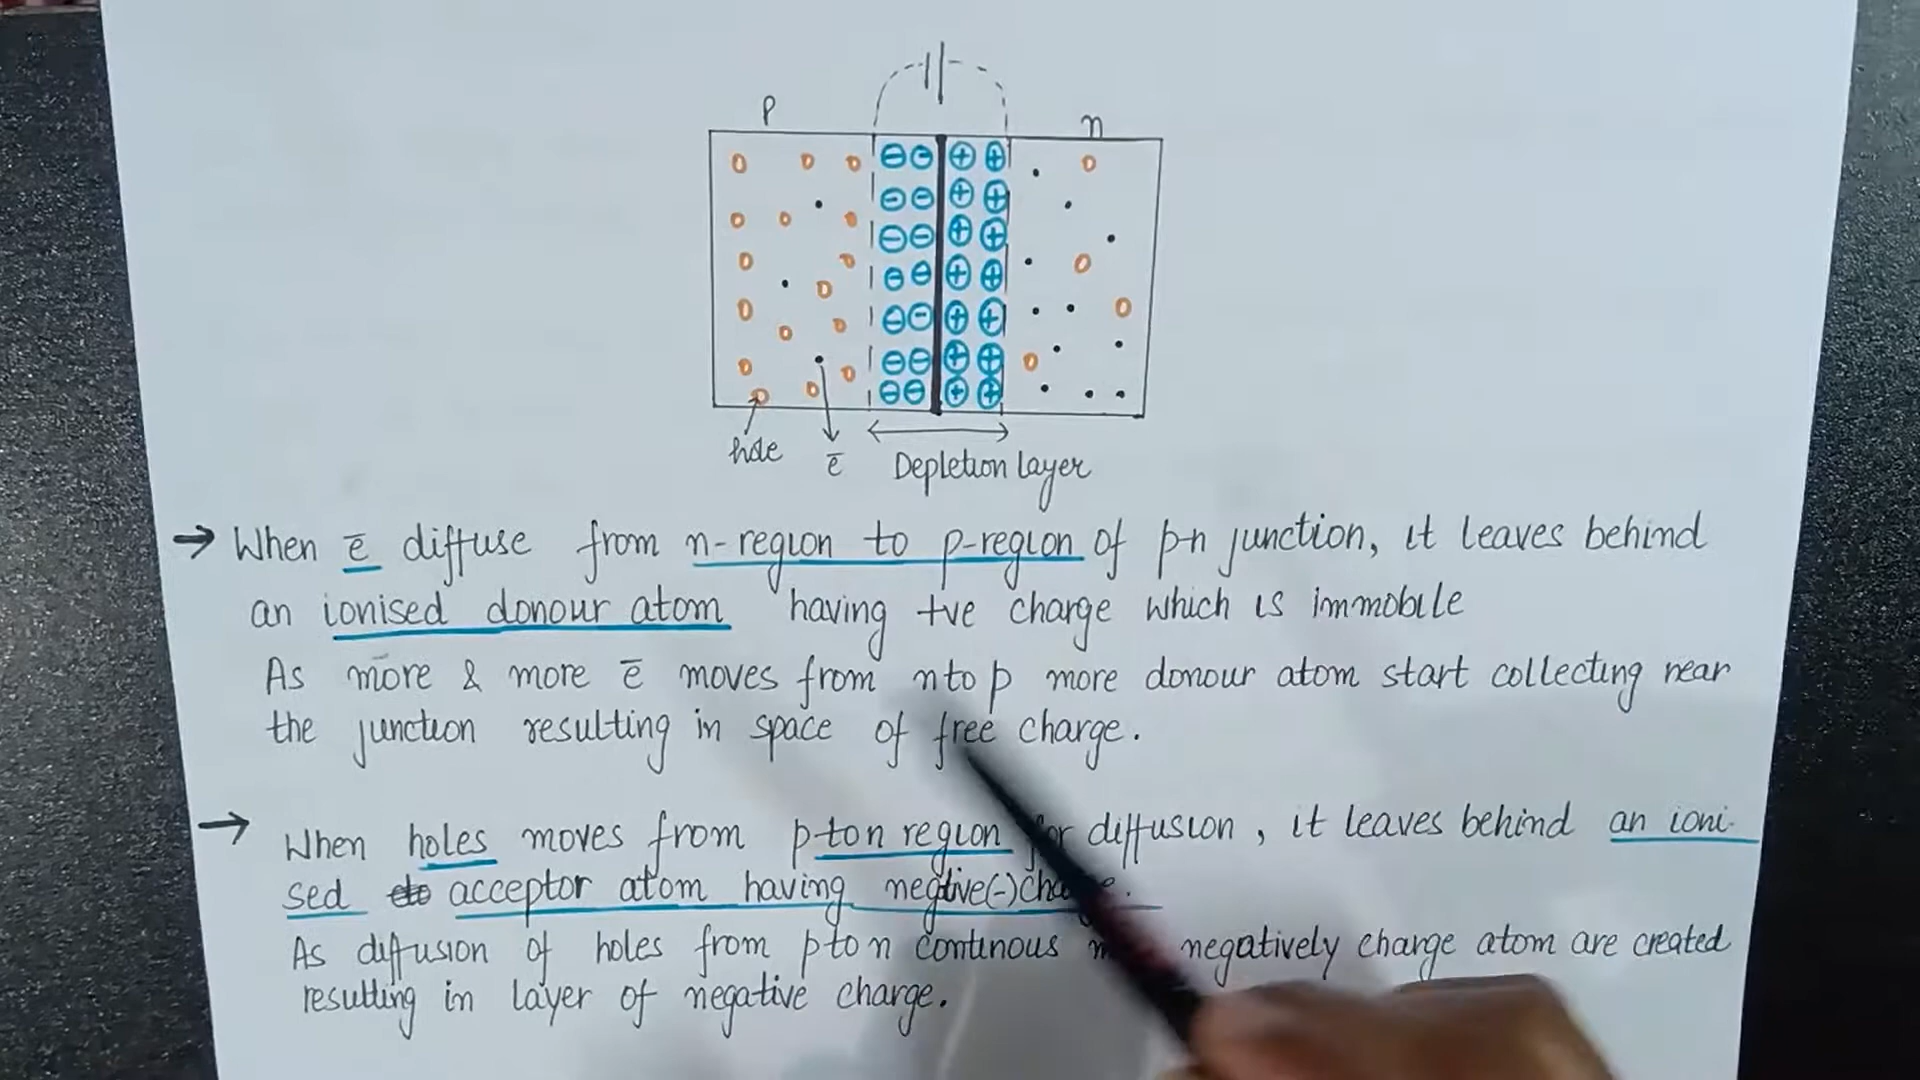 p n
hole ē Depletion layer
→ When ē diffuse from n-region to p-region of p-n junction, it leaves behind
an ionised donour atom having +ve charge which is immobile
As more & more ē moves from n to p more donour atom start collecting near
the junction resulting in space of free charge.
→ When holes moves from p to n region for diffusion, it leaves behind an ioni-
sed acceptor atom having negtive(-) charge.
As diffusion of holes from p to n continous negatively charge atom are created
resulting in layer of negative charge.